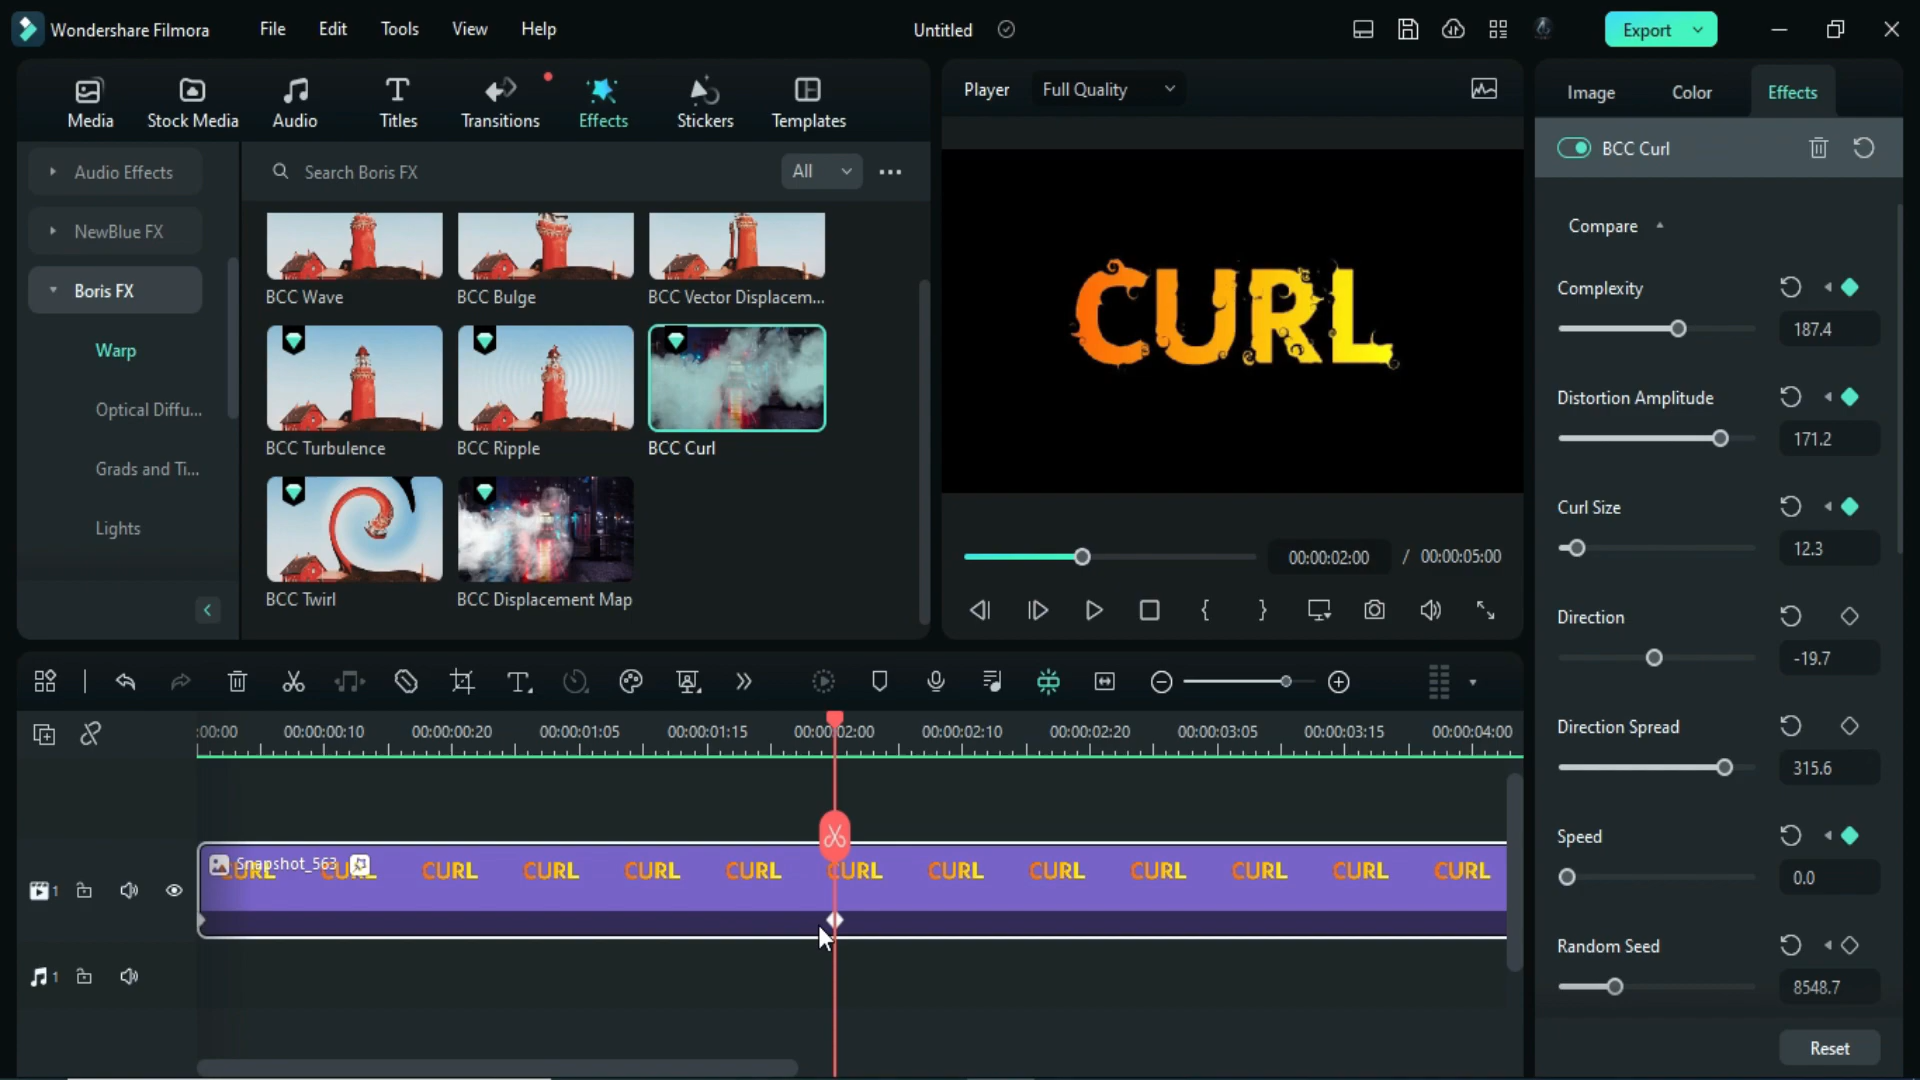 Wondershare Filmora
File Edit Tools View Help
Untitled
Export
Media Stock Media Audio Titles Transitions Effects Stickers Templates
Player Full Quality
Image Color Effects
Audio Effects
NewBlue FX
Boris FX
Warp
Optical Diffu...
Grads and Ti...
Lights
Search Boris FX
All
BCC Wave BCC Bulge BCC Vector Displacem...
BCC Turbulence BCC Ripple BCC Curl
BCC Twirl BCC Displacement Map
CURL
00:00:02:00 / 00:00:05:00
BCC Curl
Compare
Complexity
187.4
Distortion Amplitude
171.2
Curl Size
12.3
Direction
-19.7
Direction Spread
315.6
Speed
0.0
Random Seed
8548.7
Reset
:00:00 00:00:00:10 00:00:00:20 00:00:01:05 00:00:01:15 00:00:02:00 00:00:02:10 00:00:02:20 00:00:03:05 00:00:03:15 00:00:04:00
Snapshot_563
CURL CURL CURL CURL CURL CURL CURL CURL CURL CURL CURL CURL CURL
1
1